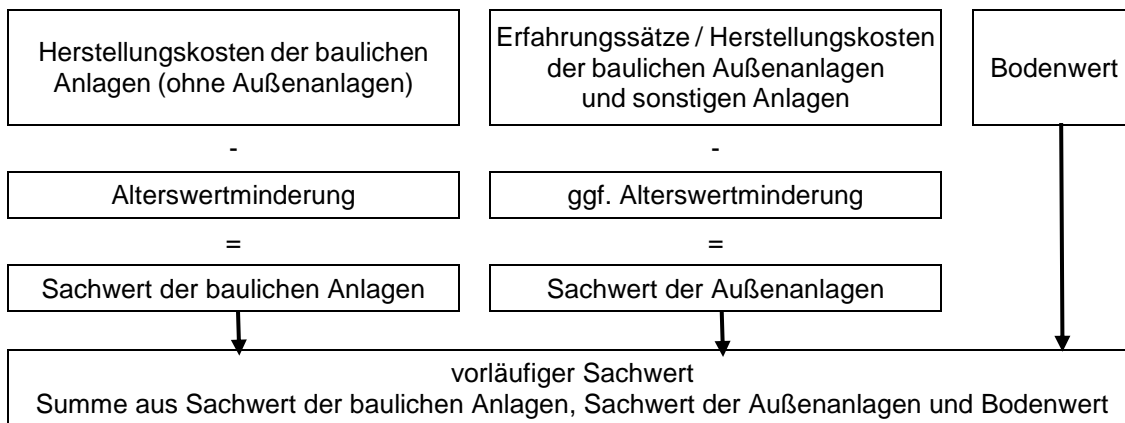 Herstellungskosten der baulichen
Anlagen (ohne Außenanlagen)
-
Alterswertminderung
=
Sachwert der baulichen Anlagen
Erfahrungssätze / Herstellungskosten
der baulichen Außenanlagen
und sonstigen Anlagen
-
ggf. Alterswertminderung
=
Sachwert der Außenanlagen
Bodenwert
vorläufiger Sachwert
Summe aus Sachwert der baulichen Anlagen, Sachwert der Außenanlagen und Bodenwert